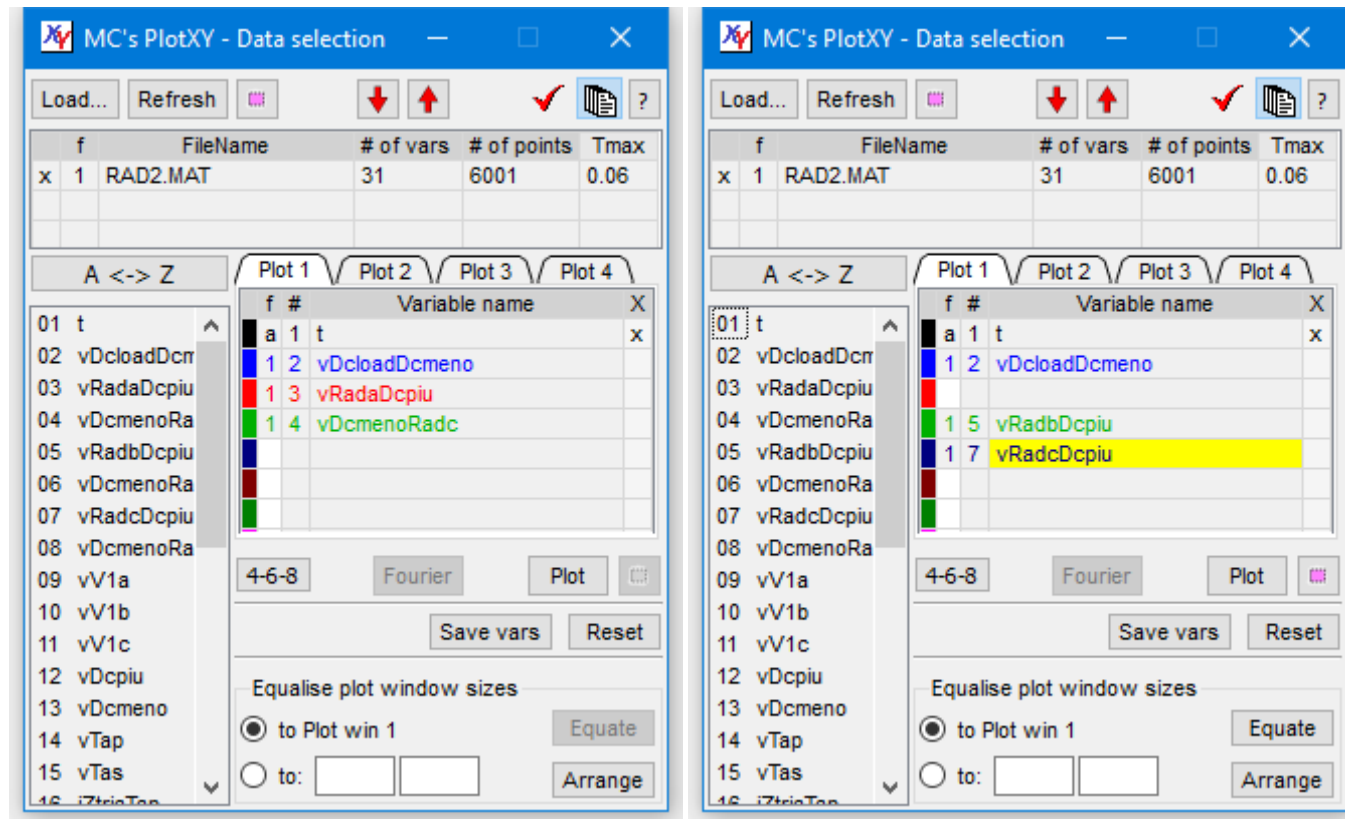 MC's PlotXY - Data selection
Load... Refresh ?
f FileName # of vars # of points Tmax
x 1 RAD2.MAT 31 6001 0.06
A <-> Z
Plot 1 Plot 2 Plot 3 Plot 4
01 t
02 vDcloadDcm
03 vRadaDcpiu
04 vDcmenoRa
05 vRadbDcpiu
06 vDcmenoRa
07 vRadcDcpiu
08 vDcmenoRa
09 vV1a
10 vV1b
11 vV1c
12 vDcpiu
13 vDcmeno
14 vTap
15 vTas
f # Variable name X
a 1 t x
1 2 vDcloadDcmeno
1 3 vRadaDcpiu
1 4 vDcmenoRadc
4-6-8 Fourier Plot
Save vars Reset
Equalise plot window sizes
to Plot win 1 Equate
to: Arrange
MC's PlotXY - Data selection
Load... Refresh ?
f FileName # of vars # of points Tmax
x 1 RAD2.MAT 31 6001 0.06
A <-> Z
Plot 1 Plot 2 Plot 3 Plot 4
01 t
02 vDcloadDcm
03 vRadaDcpiu
04 vDcmenoRa
05 vRadbDcpiu
06 vDcmenoRa
07 vRadcDcpiu
08 vDcmenoRa
09 vV1a
10 vV1b
11 vV1c
12 vDcpiu
13 vDcmeno
14 vTap
15 vTas
f # Variable name X
a 1 t x
1 2 vDcloadDcmeno
1 5 vRadbDcpiu
1 7 vRadcDcpiu
4-6-8 Fourier Plot
Save vars Reset
Equalise plot window sizes
to Plot win 1 Equate
to: Arrange